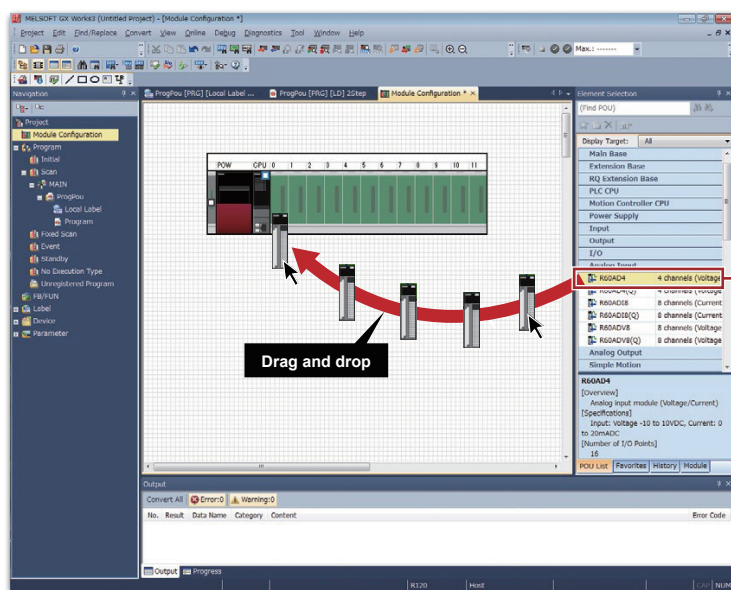 MELSOFT GX Works3 (Untitled Project) - [Module Configuration *]
Project Edit Find/Replace Convert View Online Debug Diagnostics Tool Window Help
Max.: -------
Navigation
ProgPou [PRG] [Local Label ...
ProgPou [PRG] [LD] 2Step
Module Configuration *
Element Selection
Project
Module Configuration
Program
Initial
Scan
MAIN
ProgPou
Local Label
Program
Fixed Scan
Event
Standby
No Execution Type
Unregistered Program
FB/FUN
Label
Device
Parameter
POW CPU 0 1 2 3 4 5 6 7 8 9 10 11
Drag and drop
(Find POU)
Display Target: All
Main Base
Extension Base
RQ Extension Base
PLC CPU
Motion Controller CPU
Power Supply
Input
Output
I/O
Analog Input
R60AD4 4 channels (Voltage
R60AD4(Q) 4 channels (Voltage
R60ADI8 8 channels (Current
R60ADI8(Q) 8 channels (Current
R60ADV8 8 channels (Voltage
R60ADV8(Q) 8 channels (Voltage
Analog Output
Simple Motion
R60AD4
[Overview]
Analog input module (Voltage/Current)
[Specifications]
Input: Voltage -10 to 10VDC, Current: 0
to 20mADC
[Number of I/O Points]
16
POU List Favorites History Module
Output
Convert All Error:0 Warning:0
No. Result Data Name Category Content Error Code
Output Progress
R120 Host CAP NUM